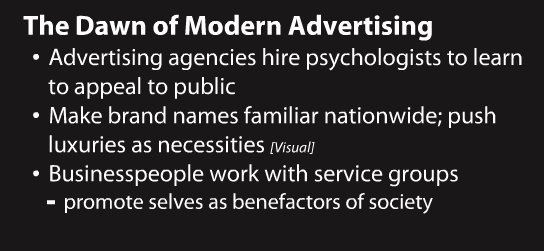 The Dawn of Modern Advertising
• Advertising agencies hire psychologists to learn
to appeal to public
• Make brand names familiar nationwide; push
luxuries as necessities [Visual]
• Businesspeople work with service groups
- promote selves as benefactors of society